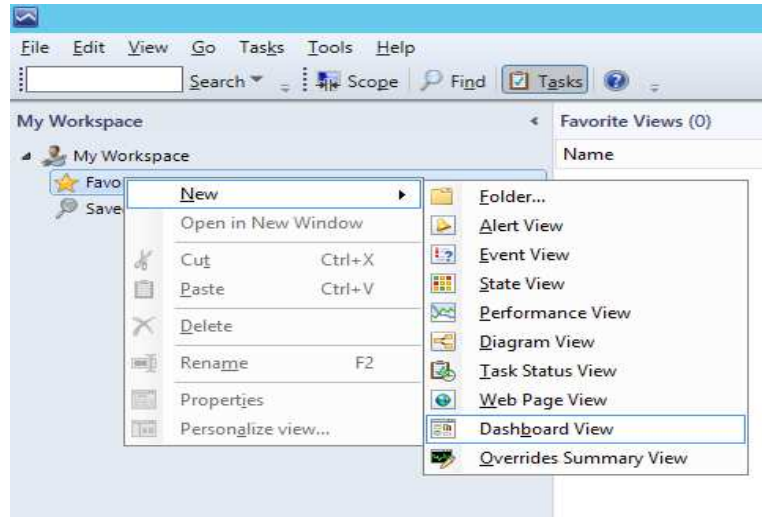 File Edit View Go Tasks Tools Help
Search Scope Find Tasks
My Workspace
Favorite Views (0)
My Workspace
Name
Favo
Save
New
Open in New Window
Cut Ctrl+X
Paste Ctrl+V
Delete
Rename F2
Properties
Personalize view...
Folder...
Alert View
Event View
State View
Performance View
Diagram View
Task Status View
Web Page View
Dashboard View
Overrides Summary View